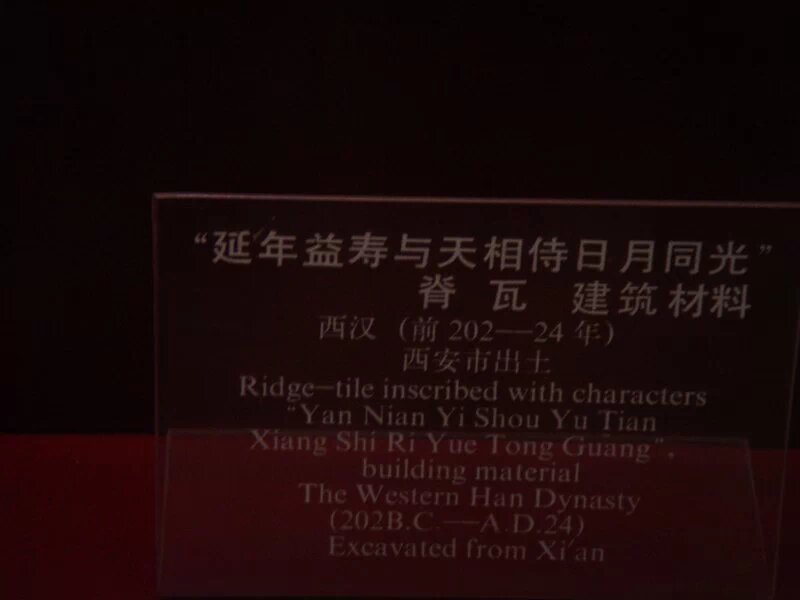 “延年益寿与天相侍日月同光”
脊 瓦 建筑材料
西汉 (前 202—24 年)
西安市出土
Ridge-tile inscribed with characters
"Yan Nian Yi Shou Yu Tian
Xiang Shi Ri Yue Tong Guang",
building material
The Western Han Dynasty
(202B.C.—A.D.24)
Excavated from Xi'an